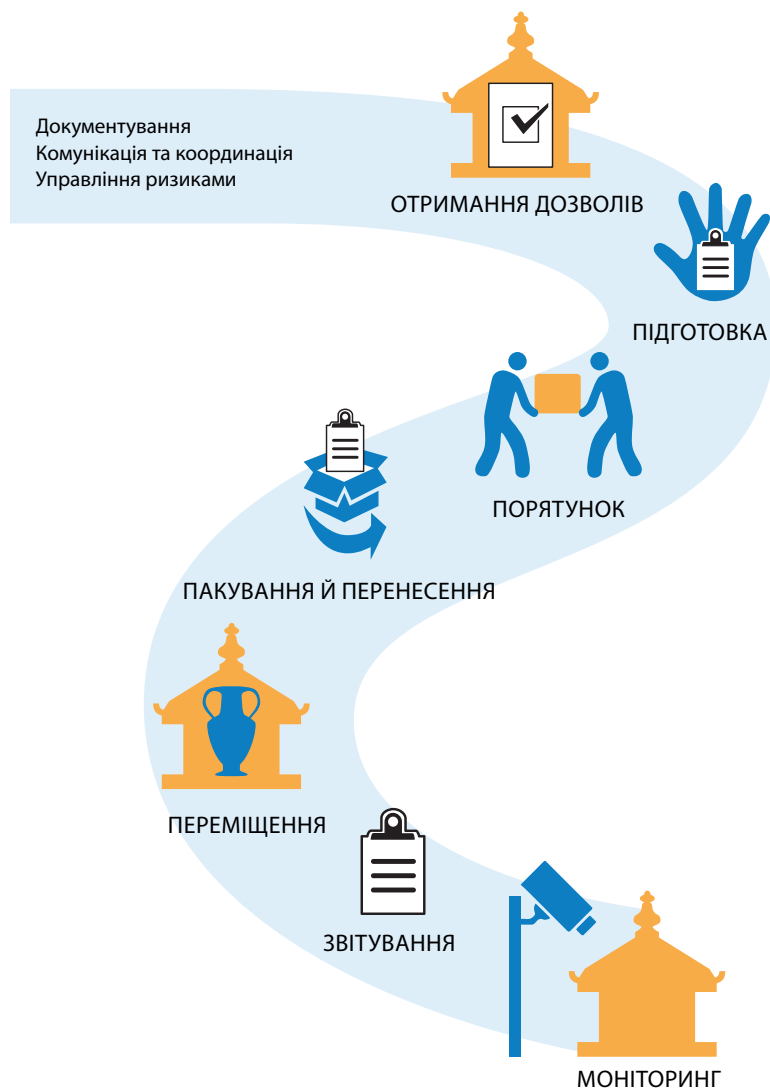 Документування
Комунікація та координація
Управління ризиками
ОТРИМАННЯ ДОЗВОЛІВ
ПІДГОТОВКА
ПОРЯТУНОК
ПАКУВАННЯ Й ПЕРЕНЕСЕННЯ
ПЕРЕМІЩЕННЯ
ЗВІТУВАННЯ
МОНІТОРИНГ